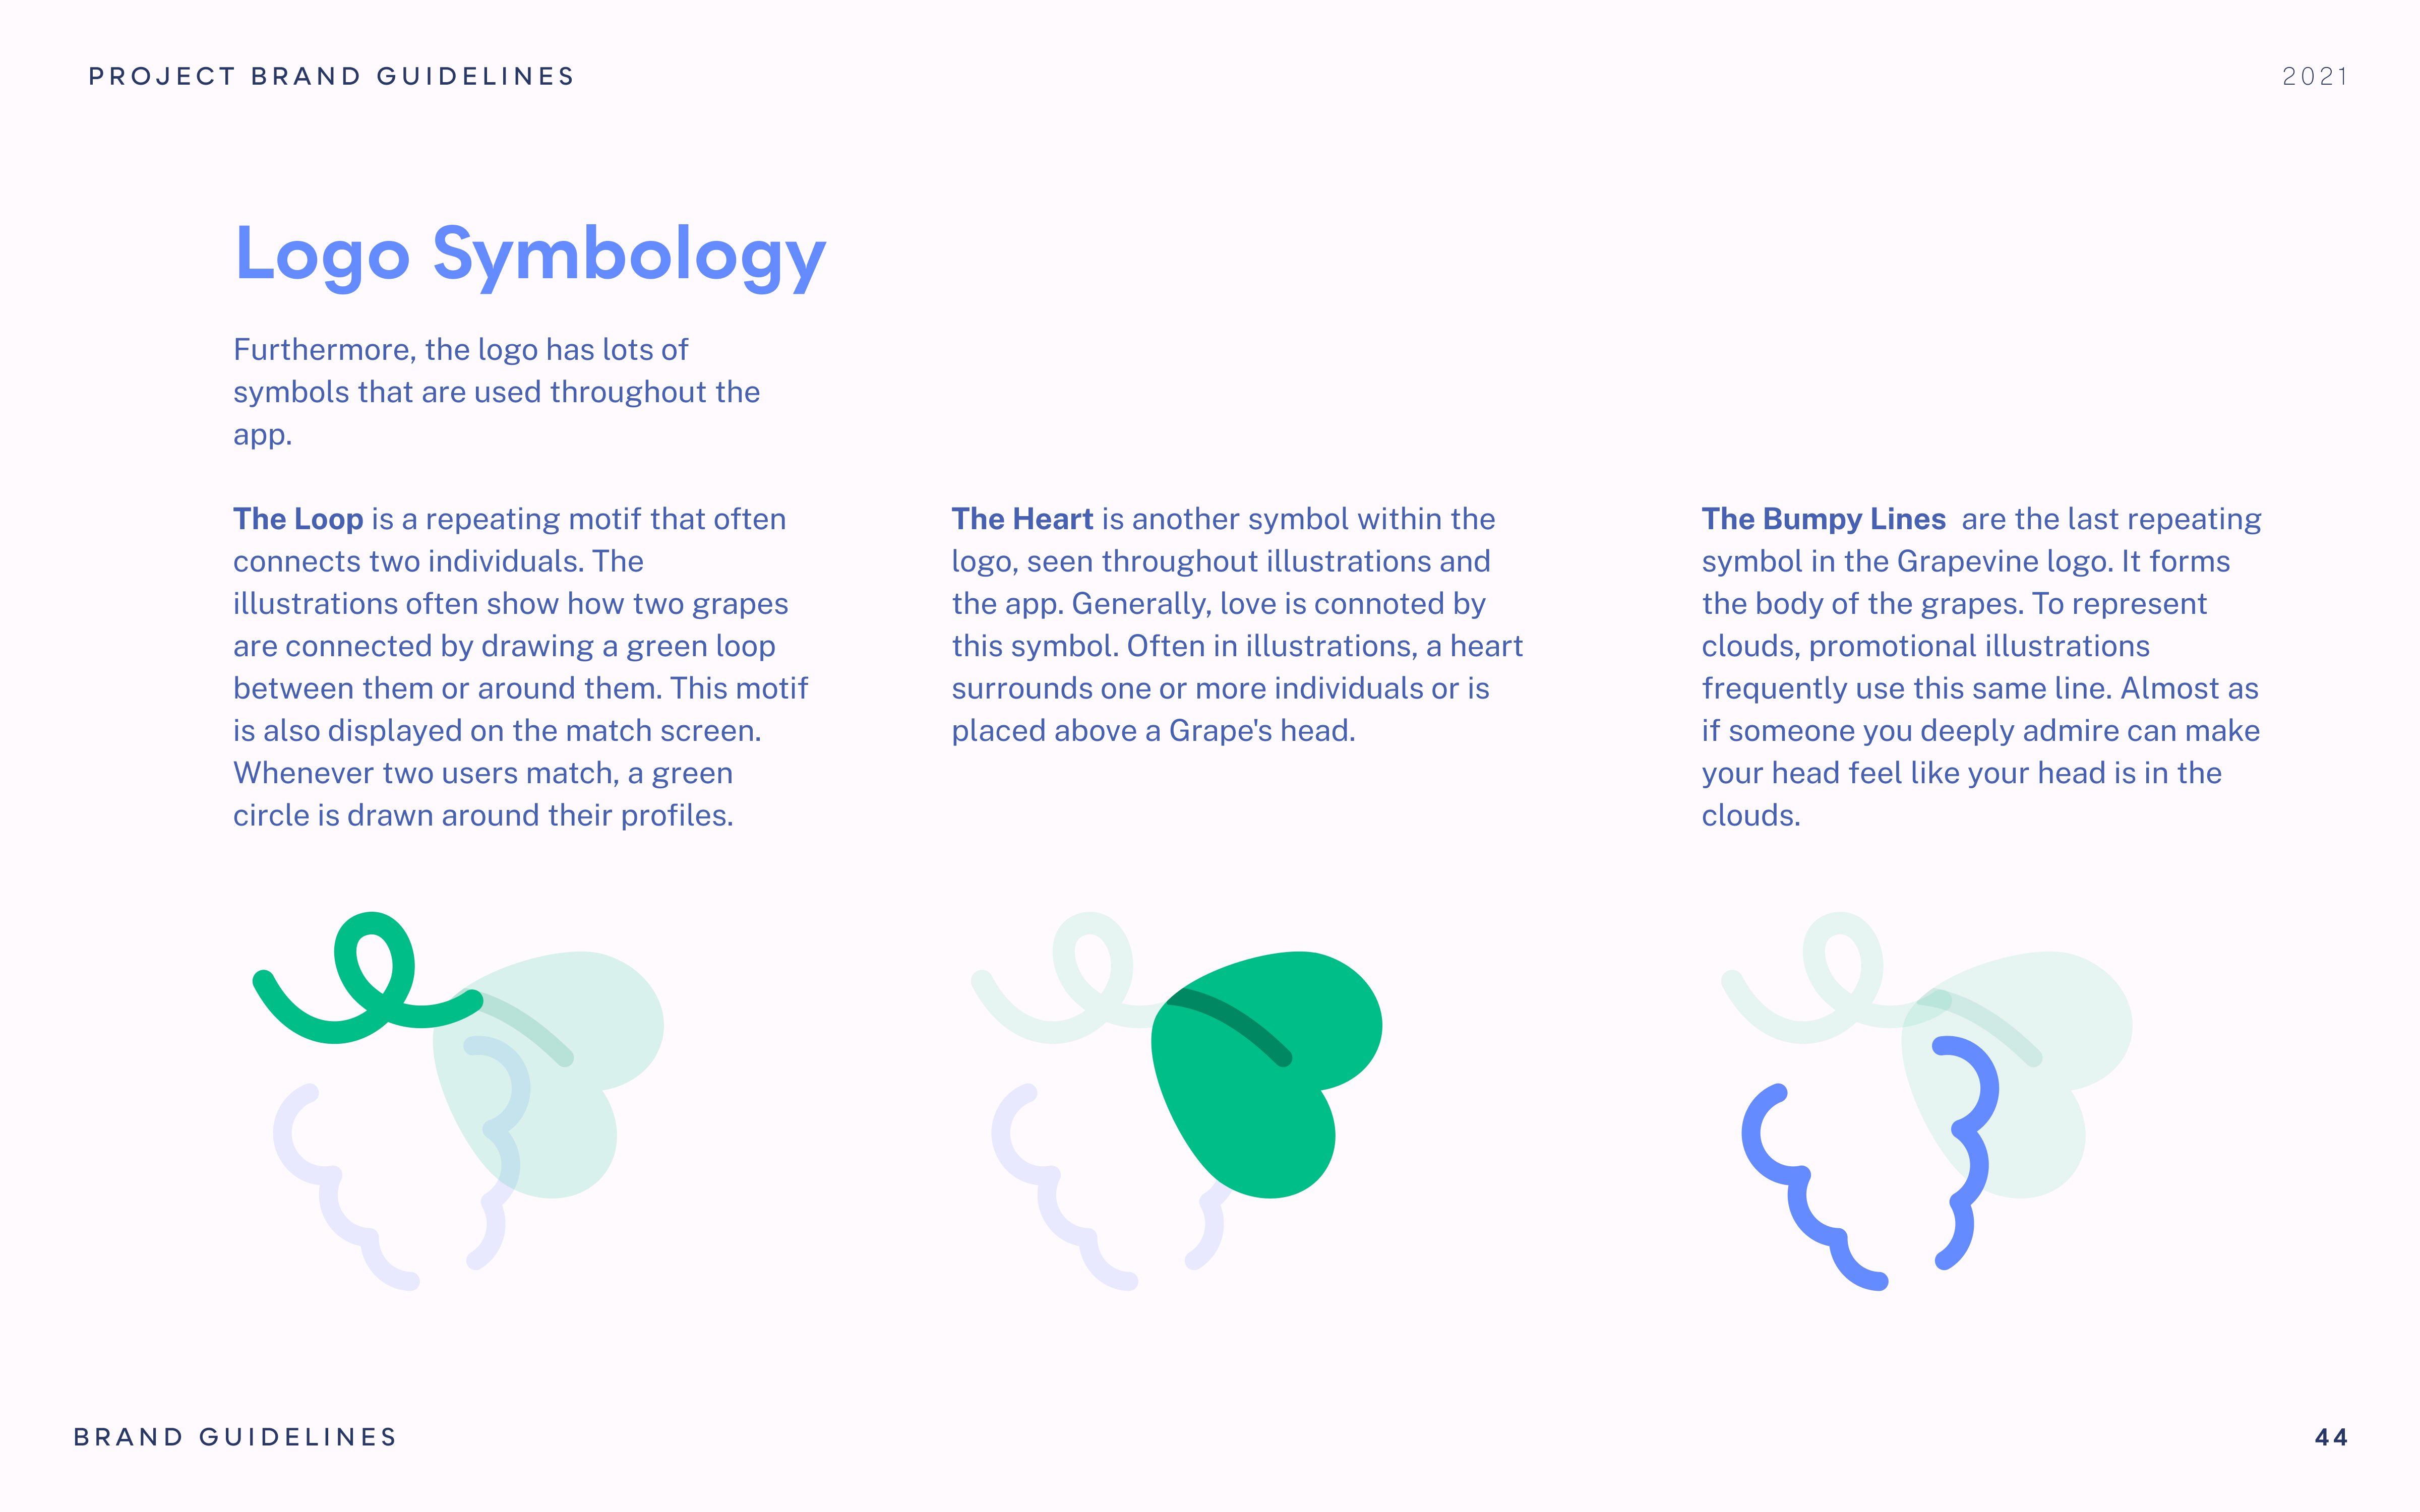 PROJECT BRAND GUIDELINES
2021
Logo Symbology
Furthermore, the logo has lots of
symbols that are used throughout the
app.
The Loop is a repeating motif that often
connects two individuals. The
illustrations often show how two grapes
are connected by drawing a green loop
between them or around them. This motif
is also displayed on the match screen.
Whenever two users match, a green
circle is drawn around their profiles.
The Heart is another symbol within the
logo, seen throughout illustrations and
the app. Generally, love is connoted by
this symbol. Often in illustrations, a heart
surrounds one or more individuals or is
placed above a Grape's head.
The Bumpy Lines  are the last repeating
symbol in the Grapevine logo. It forms
the body of the grapes. To represent
clouds, promotional illustrations
frequently use this same line. Almost as
if someone you deeply admire can make
your head feel like your head is in the
clouds.
BRAND GUIDELINES
44